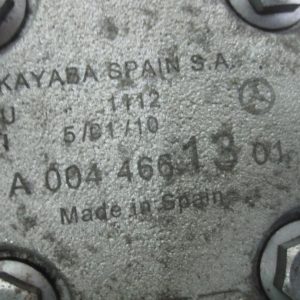 KAYABA SPAIN S.A.
U 1112
5/01/10
A 004 466 13 01
Made in Spain